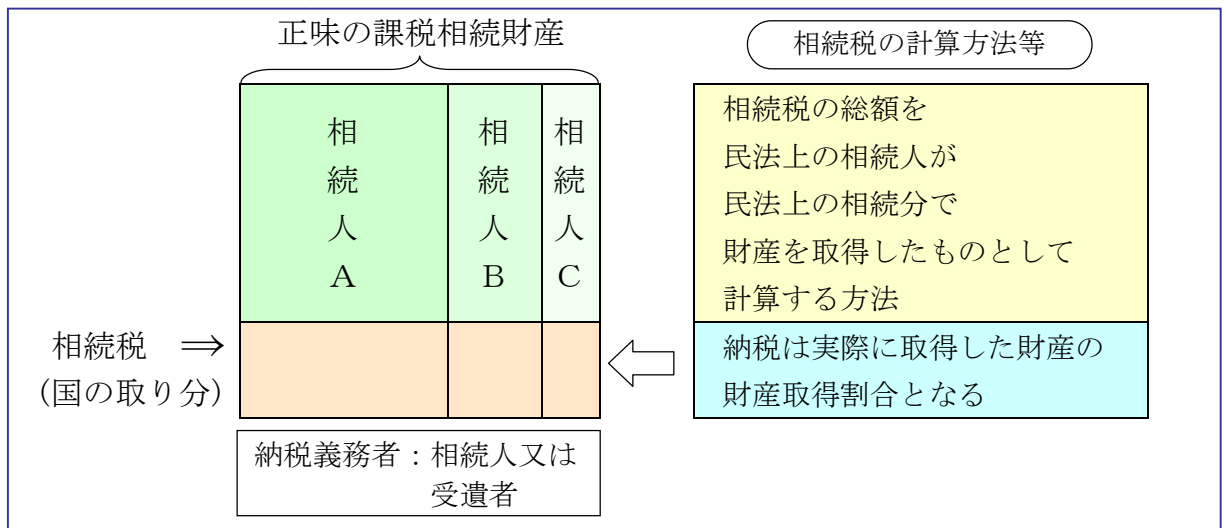 正味の課税相続財産
相続人A
相続人B
相続人C
相続税 ⇒
(国の取り分)
納税義務者:相続人又は
受遺者
相続税の計算方法等
相続税の総額を
民法上の相続人が
民法上の相続分で
財産を取得したものとして
計算する方法
納税は実際に取得した財産の
財産取得割合となる